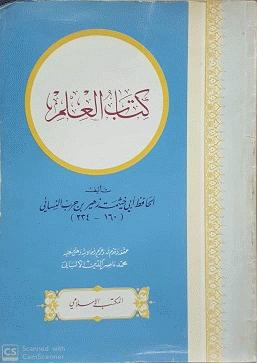 كتاب العلم
تأليف
الحافظ أبي خيثمة زهير بن حرب النسائي
( ١٦٠ - ٢٣٤ )
محمد ناصر الدين الألباني
المكتب الإسلامي
CS
Scanned with
CamScanner